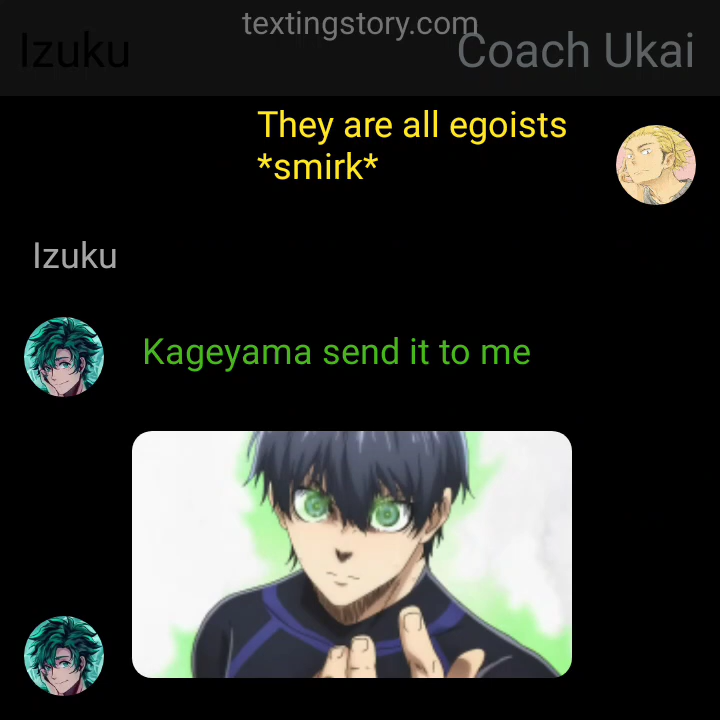 textingstory.com
Izuku
Coach Ukai
They are all egoists
*smirk*
Izuku
Kageyama send it to me